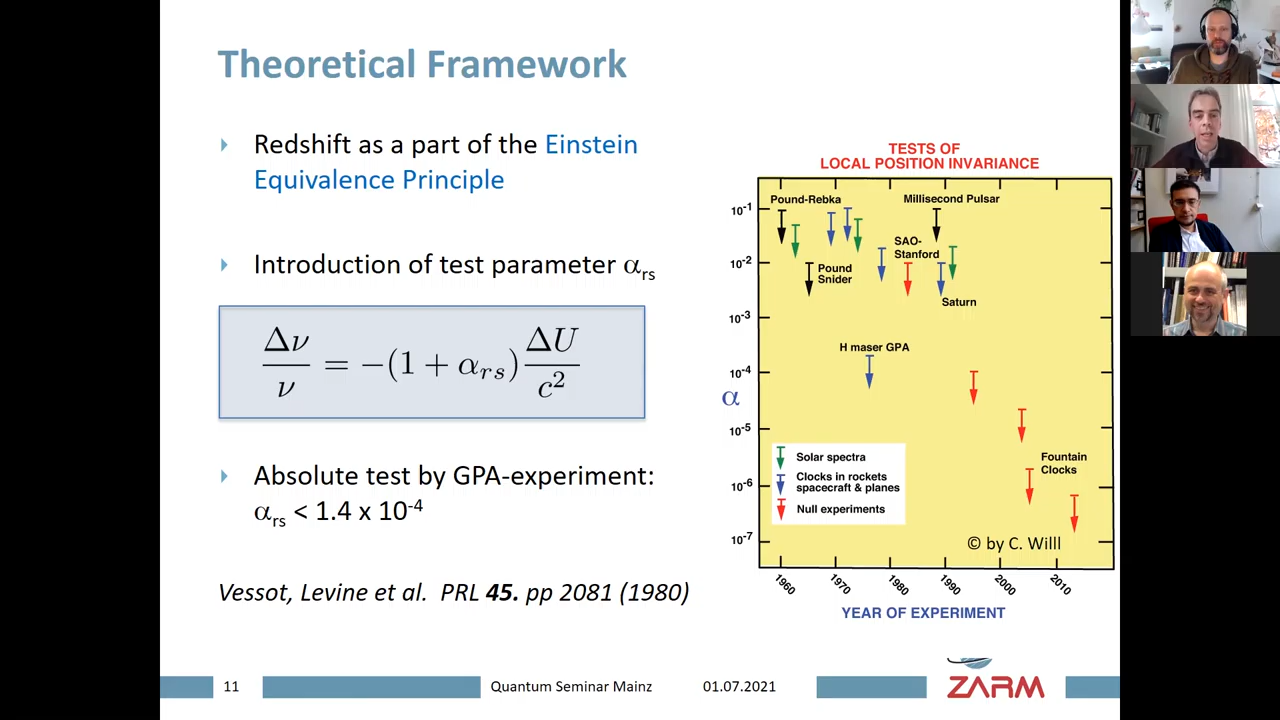 Theoretical Framework
Redshift as a part of the Einstein
Equivalence Principle
Introduction of test parameter αrs
Δν/ν = −(1 + αrs) ΔU/c²
Absolute test by GPA-experiment:
αrs < 1.4 x 10-4
Vessot, Levine et al. PRL 45. pp 2081 (1980)
TESTS OF
LOCAL POSITION INVARIANCE
Pound-Rebka
Millisecond Pulsar
10-1
SAO-
Stanford
10-2
Pound
Snider
Saturn
10-3
H maser GPA
10-4
α
10-5
Solar spectra
Fountain
Clocks
Clocks in rockets
spacecraft & planes
10-6
Null experiments
10-7
© by C. Willl
1960
1970
1980
1990
2000
2010
YEAR OF EXPERIMENT
11
Quantum Seminar Mainz
01.07.2021
ZARM